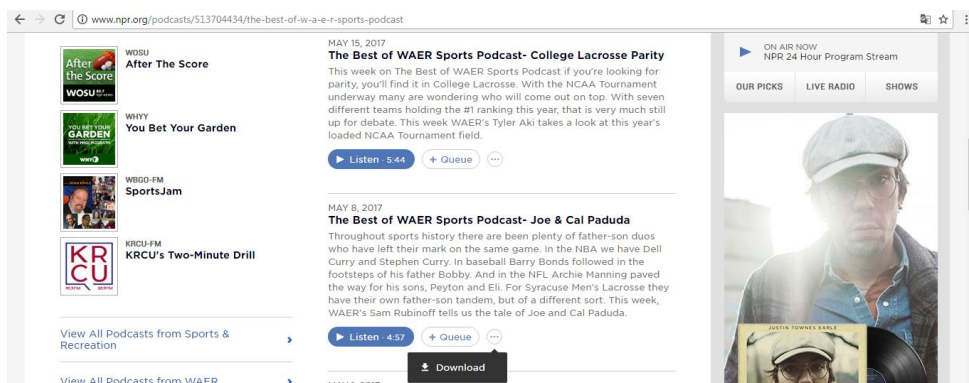 www.npr.org/podcasts/513704434/the-best-of-w-a-e-r-sports-podcast
After
the Score
WOSU
WOSU
After The Score
YOU BET YOUR
GARDEN
WHYY
WHYY
You Bet Your Garden
WBGO-FM
SportsJam
KR
CU
KRCU-FM
KRCU's Two-Minute Drill
View All Podcasts from Sports &
Recreation
View All Podcasts from WAER
MAY 15, 2017
The Best of WAER Sports Podcast- College Lacrosse Parity
This week on The Best of WAER Sports Podcast if you're looking for
parity, you'll find it in College Lacrosse. With the NCAA Tournament
underway many are wondering who will come out on top. With seven
different teams holding the #1 ranking this year, that is very much still
up for debate. This week WAER's Tyler Aki takes a look at this year's
loaded NCAA Tournament field.
Listen · 5:44
+ Queue
MAY 8, 2017
The Best of WAER Sports Podcast- Joe & Cal Paduda
Throughout sports history there are been plenty of father-son duos
who have left their mark on the same game. In the NBA we have Dell
Curry and Stephen Curry. In baseball Barry Bonds followed in the
footsteps of his father Bobby. And in the NFL Archie Manning paved
the way for his sons, Peyton and Eli. For Syracuse Men's Lacrosse they
have their own father-son tandem, but of a different sort. This week,
WAER's Sam Rubinoff tells us the tale of Joe and Cal Paduda.
Listen · 4:57
+ Queue
Download
ON AIR NOW
NPR 24 Hour Program Stream
OUR PICKS
LIVE RADIO
SHOWS
JUSTIN TOWNES EARLE